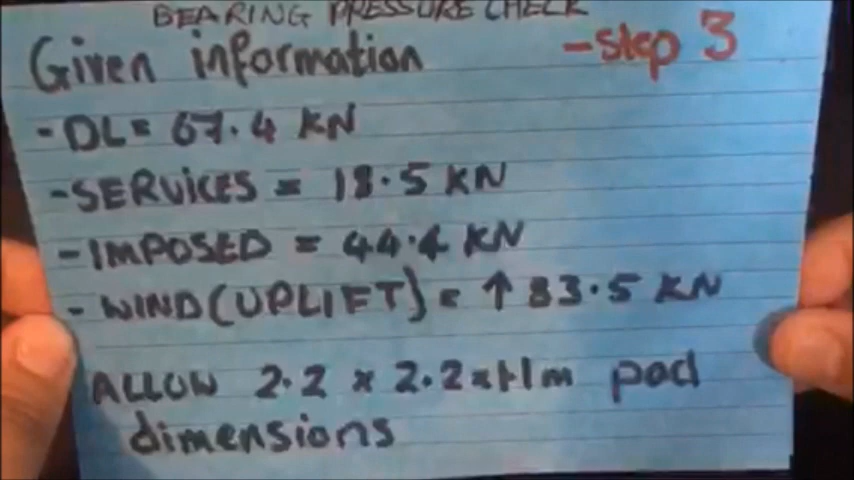 BEARING PRESSURE CHECK
Given information -step 3
- DL = 67.4 KN
- SERVICES = 18.5 KN
- IMPOSED = 44.4 KN
- WIND (UPLIFT) = ↑ 83.5 KN
ALLOW 2.2 x 2.2 x 1.1m pad
dimensions